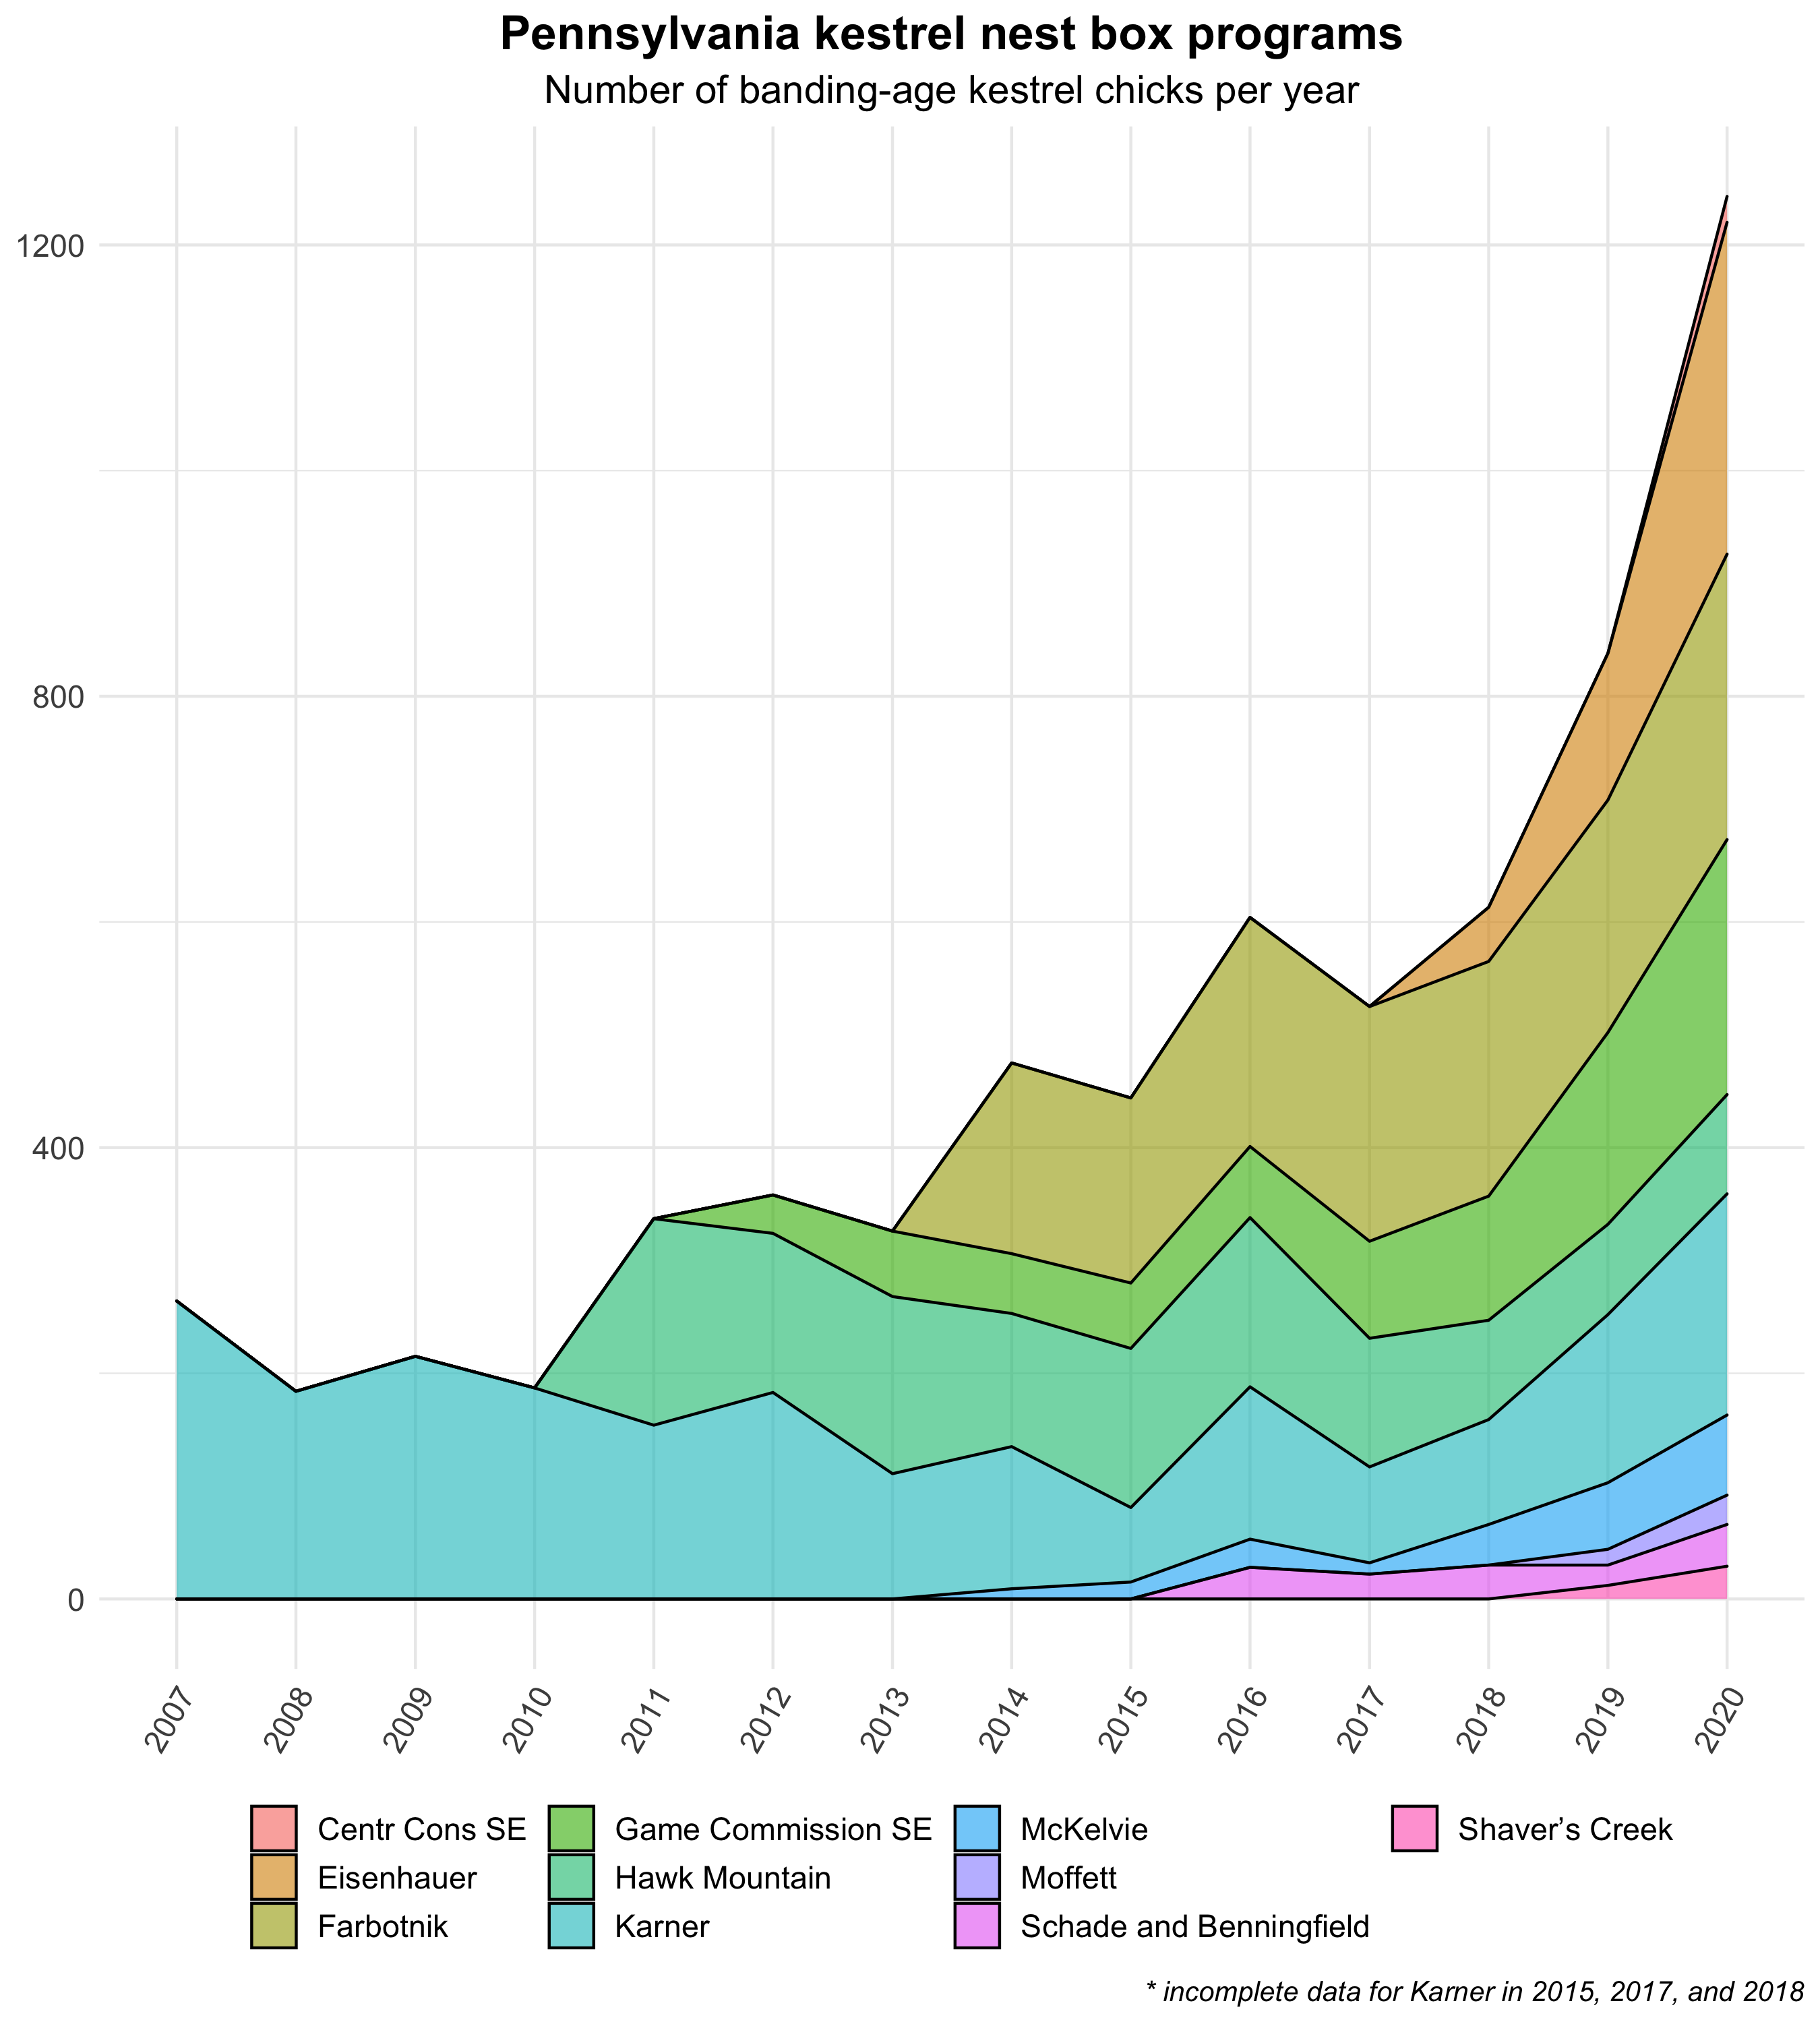 Pennsylvania kestrel nest box programs
Number of banding-age kestrel chicks per year
1200
800
400
0
2007 2008 2009 2010 2011 2012 2013 2014 2015 2016 2017 2018 2019 2020
Centr Cons SE Game Commission SE McKelvie Shaver’s Creek
Eisenhauer Hawk Mountain Moffett
Farbotnik Karner Schade and Benningfield
* incomplete data for Karner in 2015, 2017, and 2018